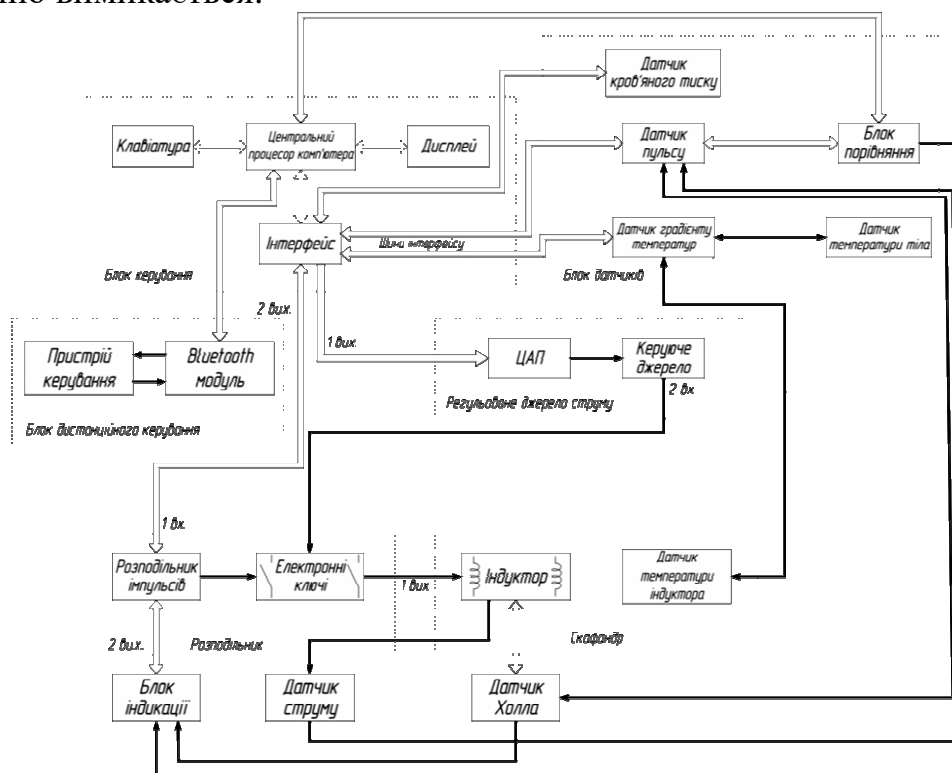 вимикається.
Датчик
кров'яного тиску
Клавіатура
Центральний
процесор комп'ютера
Дисплей
Датчик
пульсу
Блок
порівняння
Інтерфейс
Шини інтерфейсу
Датчик градієнту
температур
Датчик
температури тіла
Блок керування
Блок датчиків
2 вих.
1 вих.
Пристрій
керування
Bluetooth
модуль
ЦАП
Керуюче
джерело
2 вх
Регульоване джерело струму
Блок дистанційного керування
1 вх.
Розподільник
імпульсів
Електронні
ключі
1 вих
Індуктор
Датчик
температури
індуктора
2 вих..
Розподільник
Скафандр
Блок
індикації
Датчик
струму
Датчик
Холла